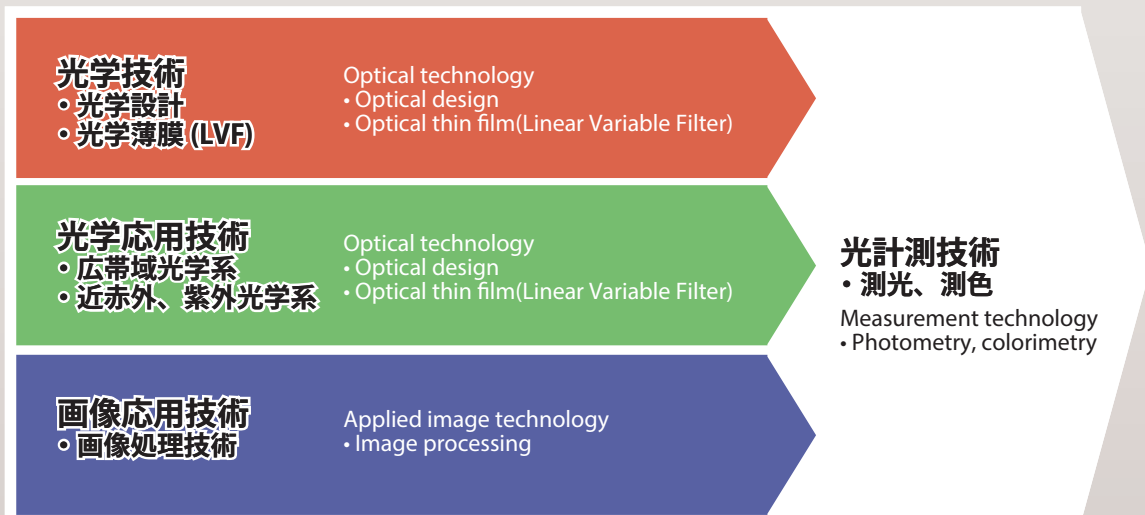 光学技術
・光学設計
・光学薄膜 (LVF)
Optical technology
• Optical design
• Optical thin film(Linear Variable Filter)
光学応用技術
・広帯域光学系
・近赤外、紫外光学系
Optical technology
• Optical design
• Optical thin film(Linear Variable Filter)
画像応用技術
・画像処理技術
Applied image technology
• Image processing
光計測技術
・測光、測色
Measurement technology
• Photometry, colorimetry